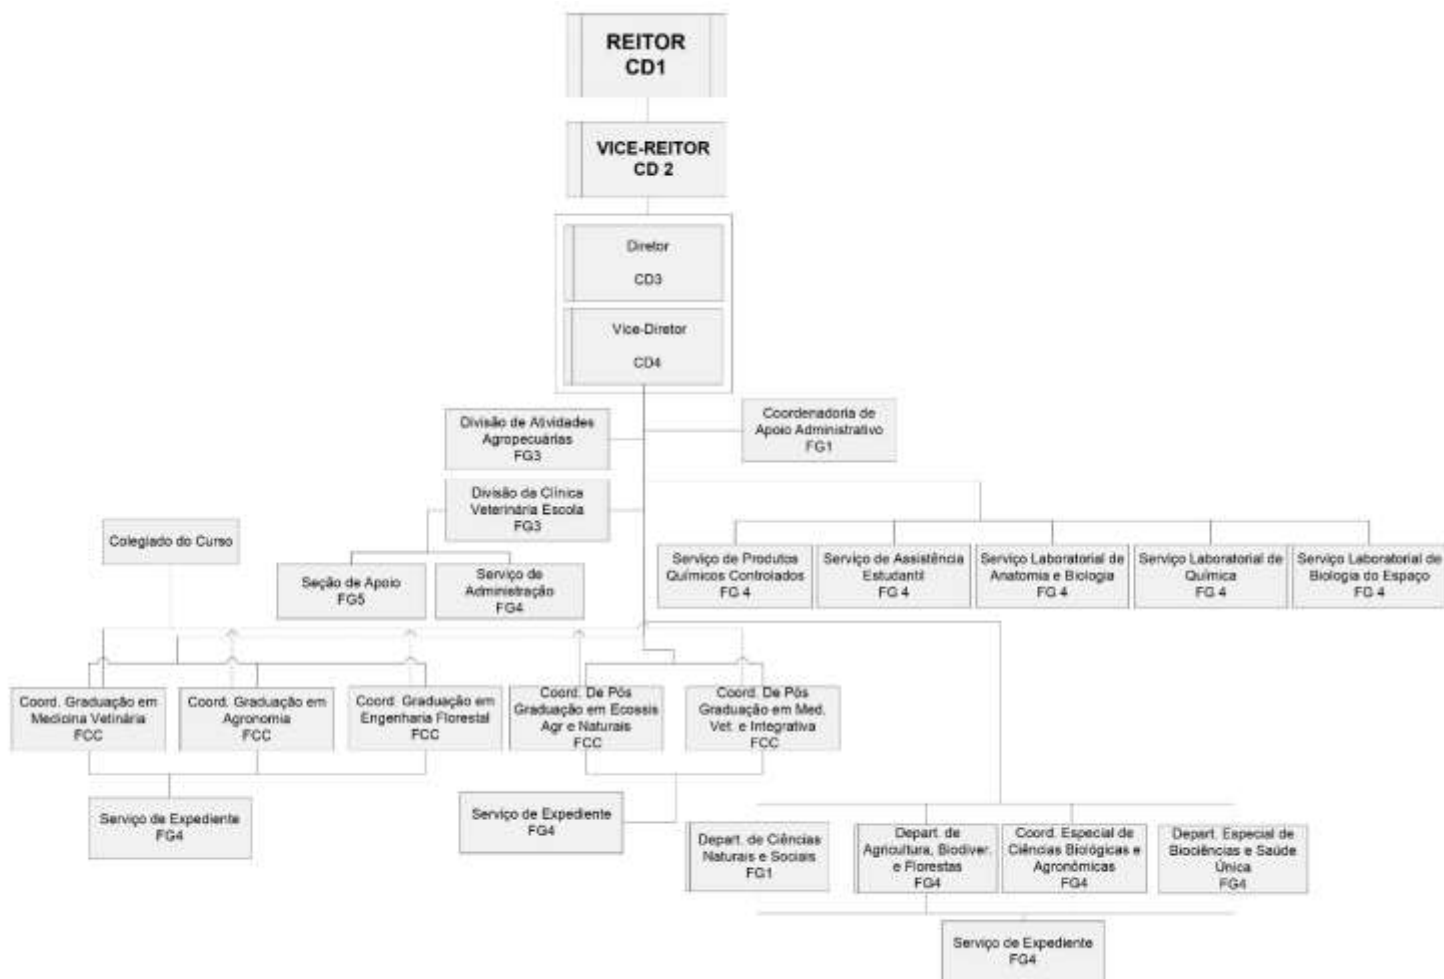 REITOR
CD1
VICE-REITOR
CD 2
Diretor
CD3
Vice-Diretor
CD4
Divisão de Atividades
Agropecuárias
FG3
Coordenadoria de
Apoio Administrativo
FG1
Divisão da Clínica
Veterinária Escola
FG3
Colegiado do Curso
Seção de Apoio
FG5
Serviço de
Administração
FG4
Serviço de Produtos
Químicos Controlados
FG 4
Serviço de Assistência
Estudantil
FG 4
Serviço Laboratorial de
Anatomia e Biologia
FG 4
Serviço Laboratorial de
Química
FG 4
Serviço Laboratorial de
Biologia do Espaço
FG 4
Coord. Graduação em
Medicina Vetinária
FCC
Coord. Graduação em
Agronomia
FCC
Coord. Graduação em
Engenharia Florestal
FCC
Coord. De Pós
Graduação em Ecossis
Agr e Naturais
FCC
Coord. De Pós
Graduação em Med.
Vet. e Integrativa
FCC
Serviço de Expediente
FG4
Serviço de Expediente
FG4
Depart. de Ciências
Naturais e Sociais
FG1
Depart. de
Agricultura, Biodiver.
e Florestas
FG4
Coord. Especial de
Ciências Biológicas e
Agronômicas
FG4
Depart. Especial de
Biociências e Saúde
Única
FG4
Serviço de Expediente
FG4